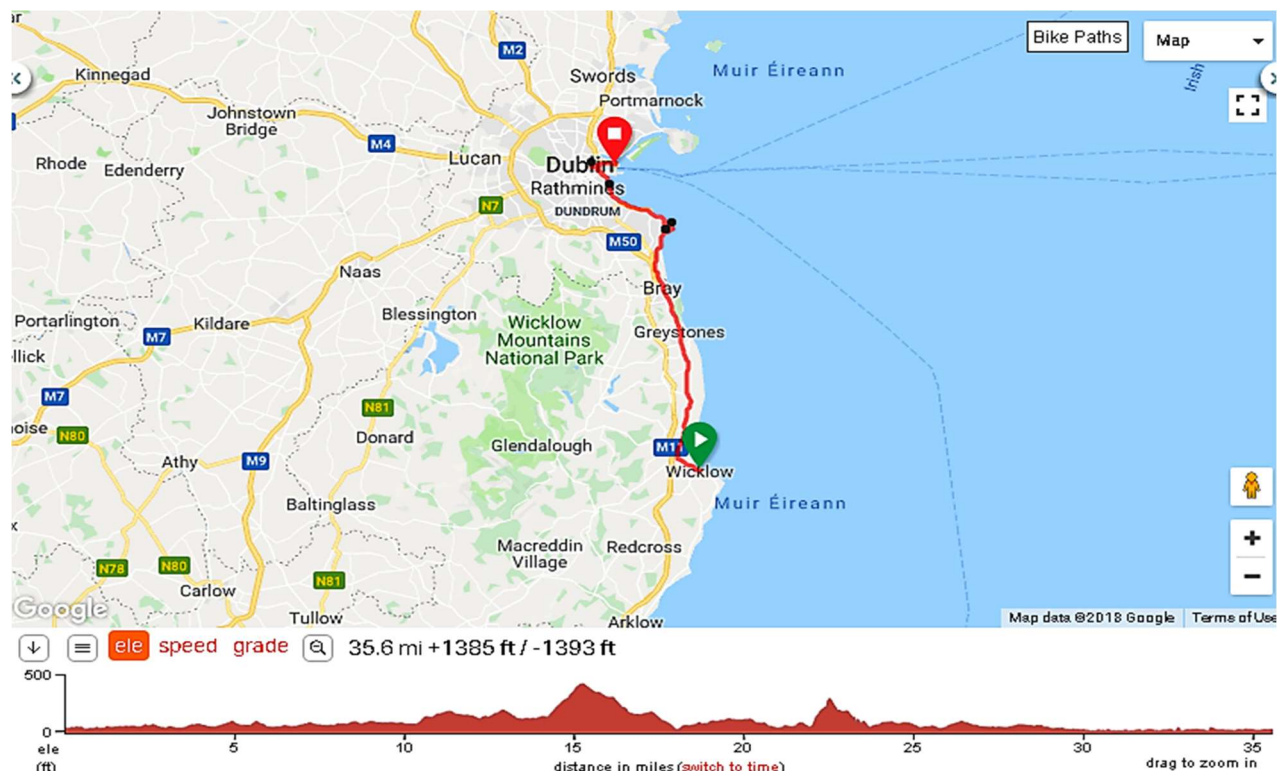 ar
M2
Bike Paths
Map
Kinnegad
Swords
Muir Éireann
Irish
Portmarnock
Johnstown
Bridge
M4
Lucan
Dublin
Rhode
Edenderry
Rathmines
N7
DUNDRUM
M50
Naas
Bray
Blessington
Portarlington
Kildare
Wicklow
Mountains
National Park
Greystones
M7
llick
M7
N81
oise
N80
Donard
Glendalough
M11
Athy
M9
Wicklow
Baltinglass
Muir Éireann
x
Macreddin
Village
Redcross
N78
N80
N81
Carlow
Google
Tullow
Arklow
Map data ©2018 Google
Terms of Use
ele speed grade 35.6 mi +1385 ft / -1393 ft
500
0
ele
(ft)
5 10 15 20 25 30 35
distance in miles (switch to time)
drag to zoom in